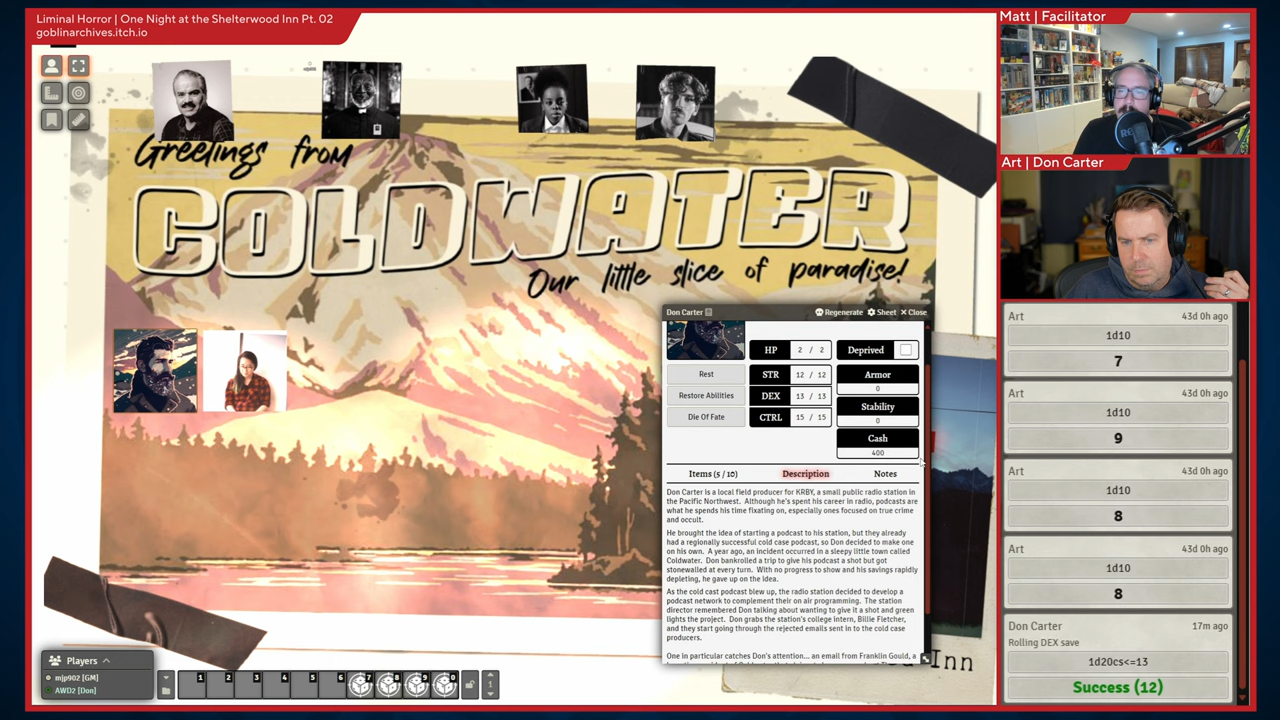 Liminal Horror | One Night at the Shelterwood Inn Pt. 02
goblinarchives.itch.io
Matt | Facilitator
Greetings from
COLDWATER
Our little slice of paradise!
Art | Don Carter
Don Carter
Regenerate
Sheet
Close
HP 2 / 2
Deprived
Rest
STR 12 / 12
Armor
0
Restore Abilities
DEX 13 / 13
Stability
0
Die Of Fate
CTRL 15 / 15
Cash
400
Items (5 / 10)
Description
Notes
Don Carter is a local field producer for KRBY, a small public radio station in
the Pacific Northwest. Although he's spent his career in radio, podcasts are
what he spends his time fixating on, especially ones focused on true crime
and occult.
He brought the idea of starting a podcast to his station, but they already
had a regionally successful cold case podcast, so Don decided to make one
on his own. A year ago, an incident occurred in a sleepy little town called
Coldwater. Don bankrolled a trip to give his podcast a shot but got
stonewalled at every turn. With no progress to show and his savings rapidly
depleting, he gave up on the idea.
As the cold cast podcast blew up, the radio station decided to develop a
podcast network to complement their on air programming. The station
director remembered Don talking about wanting to give it a shot and green
lights the project. Don grabs the station's college intern, Billie Fletcher,
and they start going through the rejected emails sent in to the cold case
producers.
One in particular catches Don's attention... an email from Franklin Gould, a
Inn
Players
mjp902 [GM]
AWD2 [Don]
1 2 3 4 5 6 7 8 9 0
1
Art 43d 0h ago
1d10
7
Art 43d 0h ago
1d10
9
Art 43d 0h ago
1d10
8
Art 43d 0h ago
1d10
8
Don Carter 17m ago
Rolling DEX save
1d20cs<=13
Success (12)